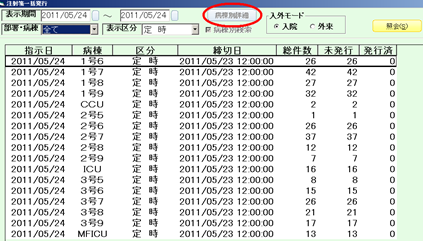 注射箋一括発行
表示期間 2011/05/24 ～ 2011/05/24 病棟別詳細 入外モード
部署・病棟 全て 表示区分 定 時 病棟別検索 入院 外来 照会(S)
指示日 病棟 区分 締切日 総件数 未発行 発行済
2011/05/24 1号6 定 時 2011/05/23 12:00:00 26 26 0
2011/05/24 1号7 定 時 2011/05/23 12:00:00 42 42 0
2011/05/24 1号8 定 時 2011/05/23 12:00:00 27 27 0
2011/05/24 1号9 定 時 2011/05/23 12:00:00 32 32 0
2011/05/24 CCU 定 時 2011/05/23 12:00:00 2 2 0
2011/05/24 2号5 定 時 2011/05/23 12:00:00 1 1 0
2011/05/24 2号6 定 時 2011/05/23 12:00:00 26 26 0
2011/05/24 2号7 定 時 2011/05/23 12:00:00 37 37 0
2011/05/24 2号8 定 時 2011/05/23 12:00:00 12 12 0
2011/05/24 2号9 定 時 2011/05/23 12:00:00 7 7 0
2011/05/24 ICU 定 時 2011/05/23 12:00:00 16 16 0
2011/05/24 3号5 定 時 2011/05/23 12:00:00 8 8 0
2011/05/24 3号6 定 時 2011/05/23 12:00:00 15 15 0
2011/05/24 3号7 定 時 2011/05/23 12:00:00 26 26 0
2011/05/24 3号8 定 時 2011/05/23 12:00:00 21 21 0
2011/05/24 3号9 定 時 2011/05/23 12:00:00 17 17 0
2011/05/24 MFICU 定 時 2011/05/23 12:00:00 13 13 0